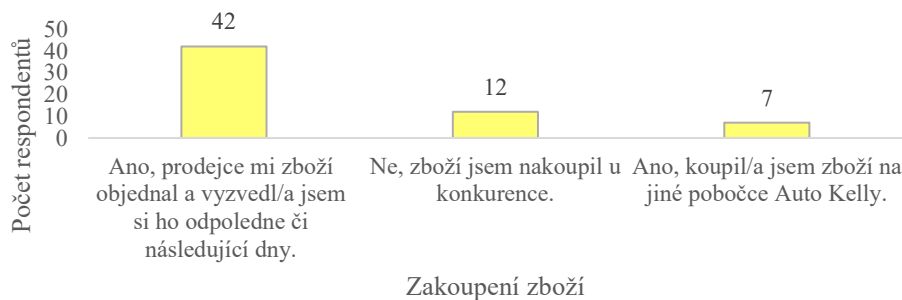 Počet respondentů
50
40
30
20
10
0
42
12
7
Ano, prodejce mi zboží
objednal a vyzvedl/a jsem
si ho odpoledne či
následující dny.
Ne, zboží jsem nakoupil u
konkurence.
Ano, koupil/a jsem zboží na
jiné pobočce Auto Kelly.
Zakoupení zboží